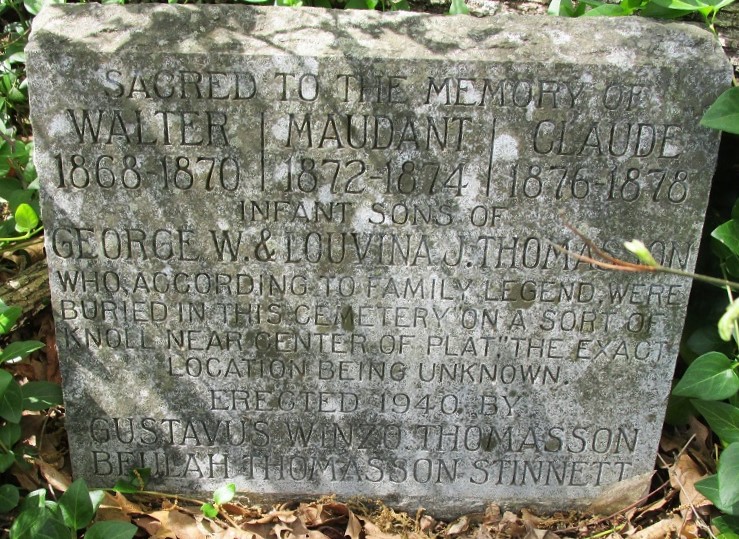 SACRED TO THE MEMORY OF
WALTER | MAUDANT | CLAUDE
1868-1870 | 1872-1874 | 1876-1878
INFANT SONS OF
GEORGE W. & LOUVINA J. THOMASSON
WHO, ACCORDING TO FAMILY LEGEND, WERE
BURIED IN THIS CEMETERY ON A SORT OF
KNOLL NEAR CENTER OF PLAT, "THE EXACT
LOCATION BEING UNKNOWN.
ERECTED 1940 BY
GUSTAVUS WINZO THOMASSON
BEULAH THOMASSON STINNETT